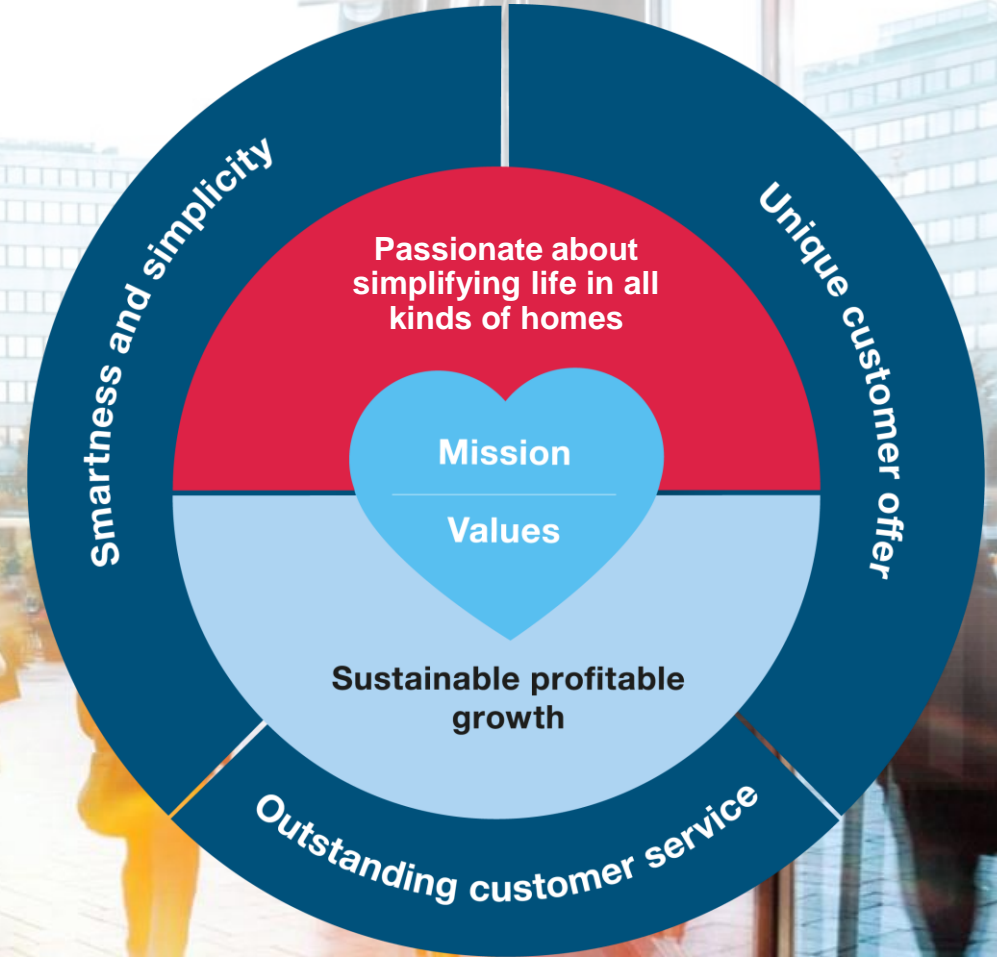 Smartness and simplicity
Unique customer offer
Passionate about
simplifying life in all
kinds of homes
Mission
Values
Sustainable profitable
growth
Outstanding customer service